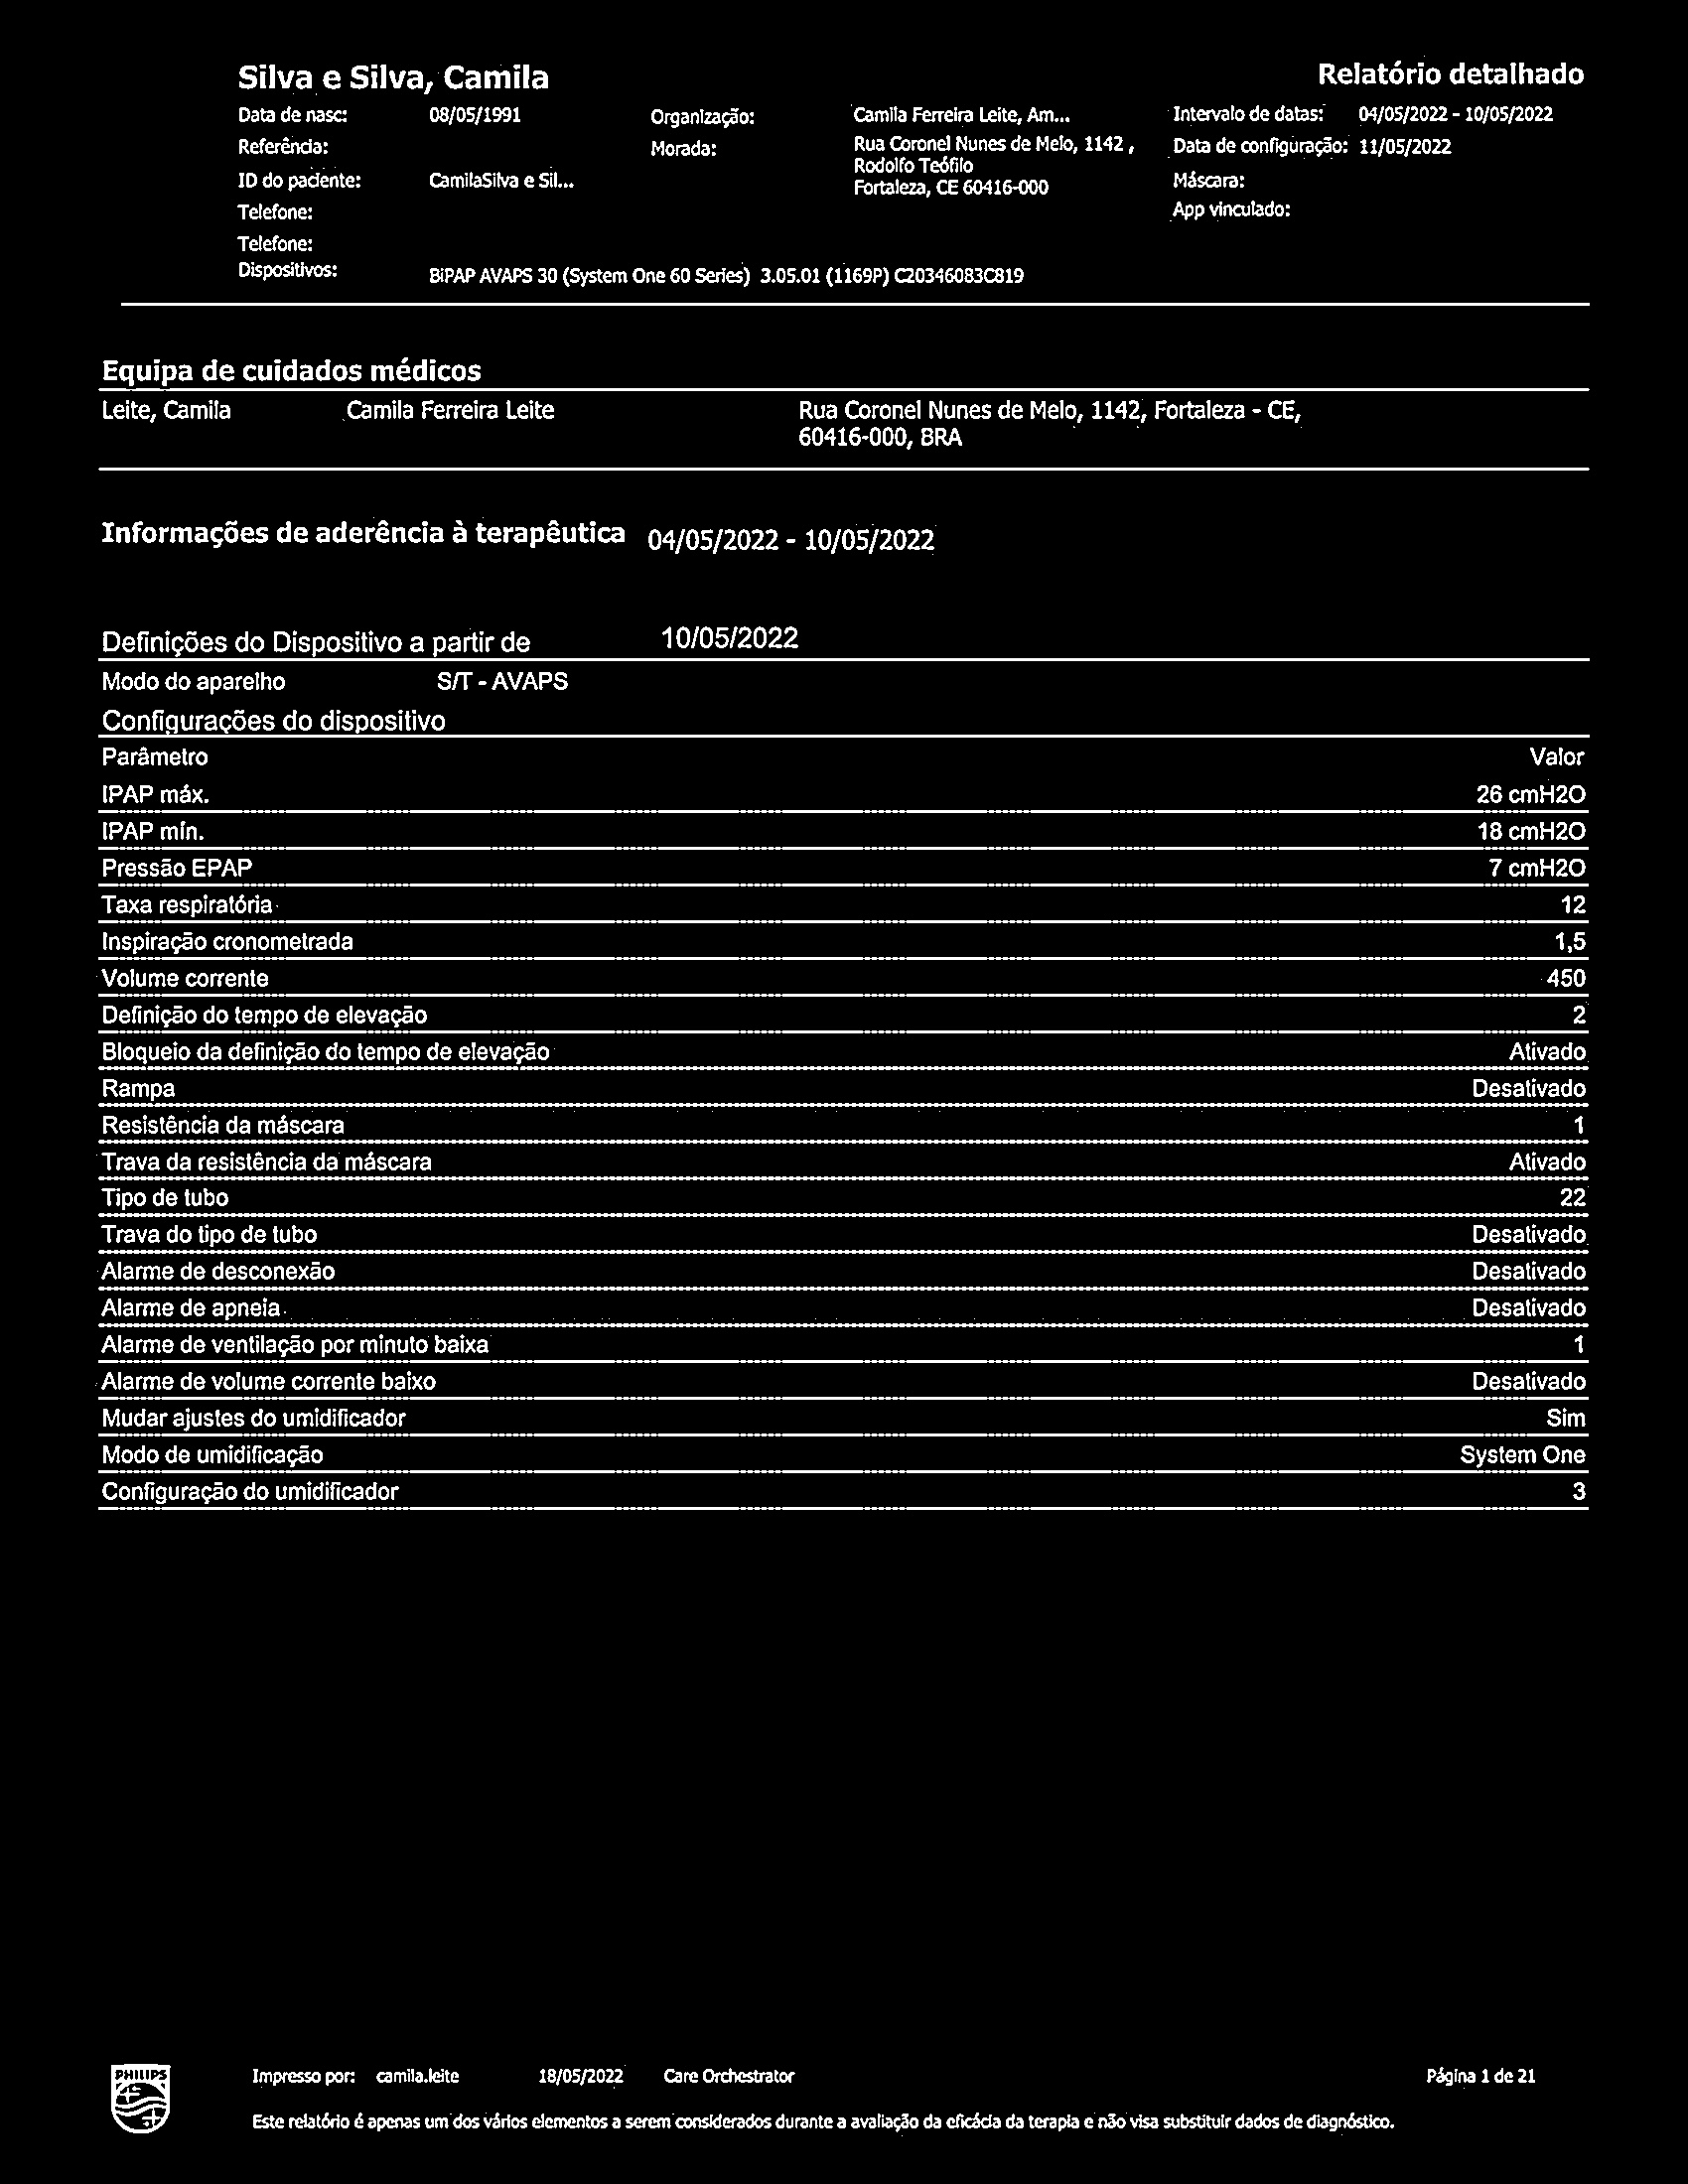 Silva e Silva, Camila
Relatório detalhado
Data de nasc: 08/05/1991
Organização: Camila Ferreira Leite, Am...
Intervalo de datas: 04/05/2022 - 10/05/2022
Referência:
Morada: Rua Coronel Nunes de Melo, 1142 ,
Rodolfo Teófilo
Fortaleza, CE 60416-000
Data de configuração: 11/05/2022
ID do paciente: CamilaSilva e Sil...
Máscara:
Telefone:
App vinculado:
Telefone:
Dispositivos: BiPAP AVAPS 30 (System One 60 Series) 3.05.01 (1169P) C20346083C819
Equipa de cuidados médicos
Leite, Camila Camila Ferreira Leite Rua Coronel Nunes de Melo, 1142, Fortaleza - CE,
60416-000, BRA
Informações de aderência à terapêutica 04/05/2022 - 10/05/2022
Definições do Dispositivo a partir de 10/05/2022
Modo do aparelho S/T - AVAPS
Configurações do dispositivo
Parâmetro Valor
IPAP máx. 26 cmH2O
IPAP mín. 18 cmH2O
Pressão EPAP 7 cmH2O
Taxa respiratória 12
Inspiração cronometrada 1,5
Volume corrente 450
Definição do tempo de elevação 2
Bloqueio da definição do tempo de elevação Ativado
Rampa Desativado
Resistência da máscara 1
Trava da resistência da máscara Ativado
Tipo de tubo 22
Trava do tipo de tubo Desativado
Alarme de desconexão Desativado
Alarme de apneia Desativado
Alarme de ventilação por minuto baixa 1
Alarme de volume corrente baixo Desativado
Mudar ajustes do umidificador Sim
Modo de umidificação System One
Configuração do umidificador 3
PHILIPS
Impresso por: camila.leite 18/05/2022 Care Orchestrator Página 1 de 21
Este relatório é apenas um dos vários elementos a serem considerados durante a avaliação da eficácia da terapia e não visa substituir dados de diagnóstico.